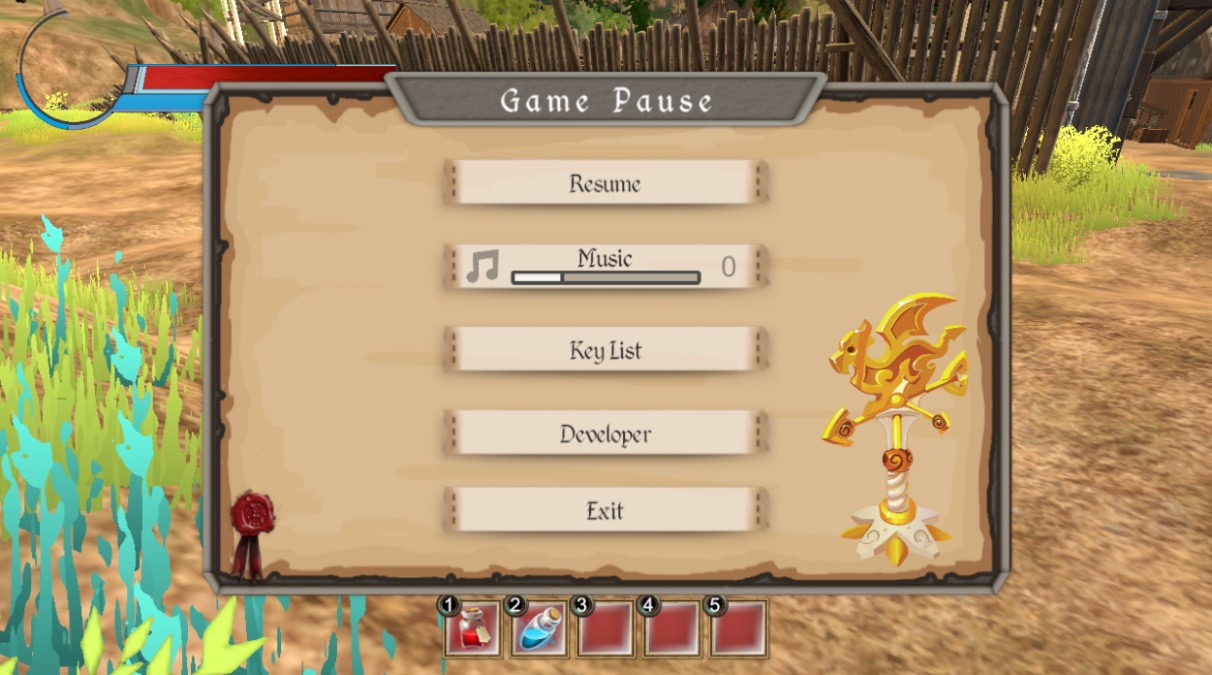 Game Pause
Resume
Music
0
Key List
Developer
Exit
1 2 3 4 5